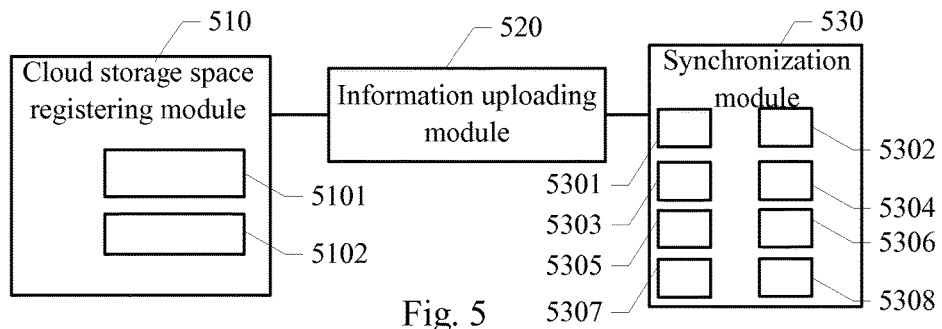 510
520
530
Cloud storage space
registering module
Information uploading
module
Synchronization
module
5101
5102
5301
5302
5303
5304
5305
5306
5307
5308
Fig. 5